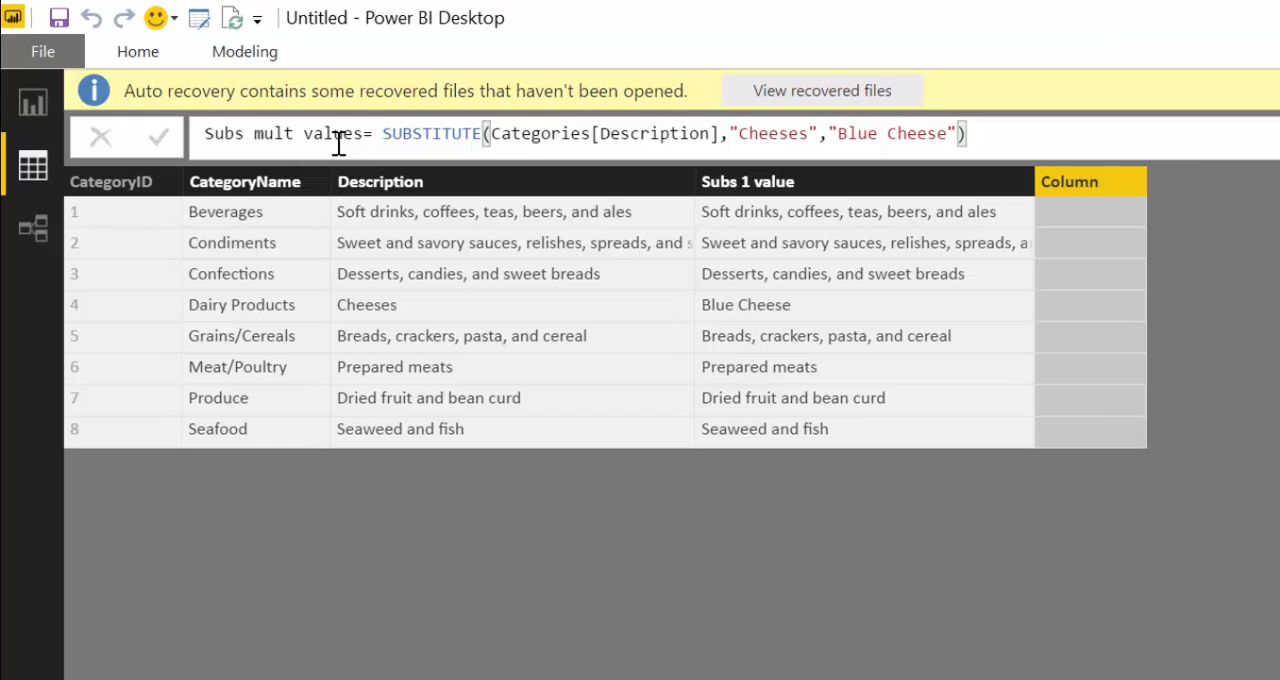 Untitled - Power BI Desktop
File Home Modeling
Auto recovery contains some recovered files that haven't been opened. View recovered files
Subs mult values= SUBSTITUTE(Categories[Description],"Cheeses","Blue Cheese")
CategoryID CategoryName Description Subs 1 value Column
1 Beverages Soft drinks, coffees, teas, beers, and ales Soft drinks, coffees, teas, beers, and ales
2 Condiments Sweet and savory sauces, relishes, spreads, and s Sweet and savory sauces, relishes, spreads, a
3 Confections Desserts, candies, and sweet breads Desserts, candies, and sweet breads
4 Dairy Products Cheeses Blue Cheese
5 Grains/Cereals Breads, crackers, pasta, and cereal Breads, crackers, pasta, and cereal
6 Meat/Poultry Prepared meats Prepared meats
7 Produce Dried fruit and bean curd Dried fruit and bean curd
8 Seafood Seaweed and fish Seaweed and fish